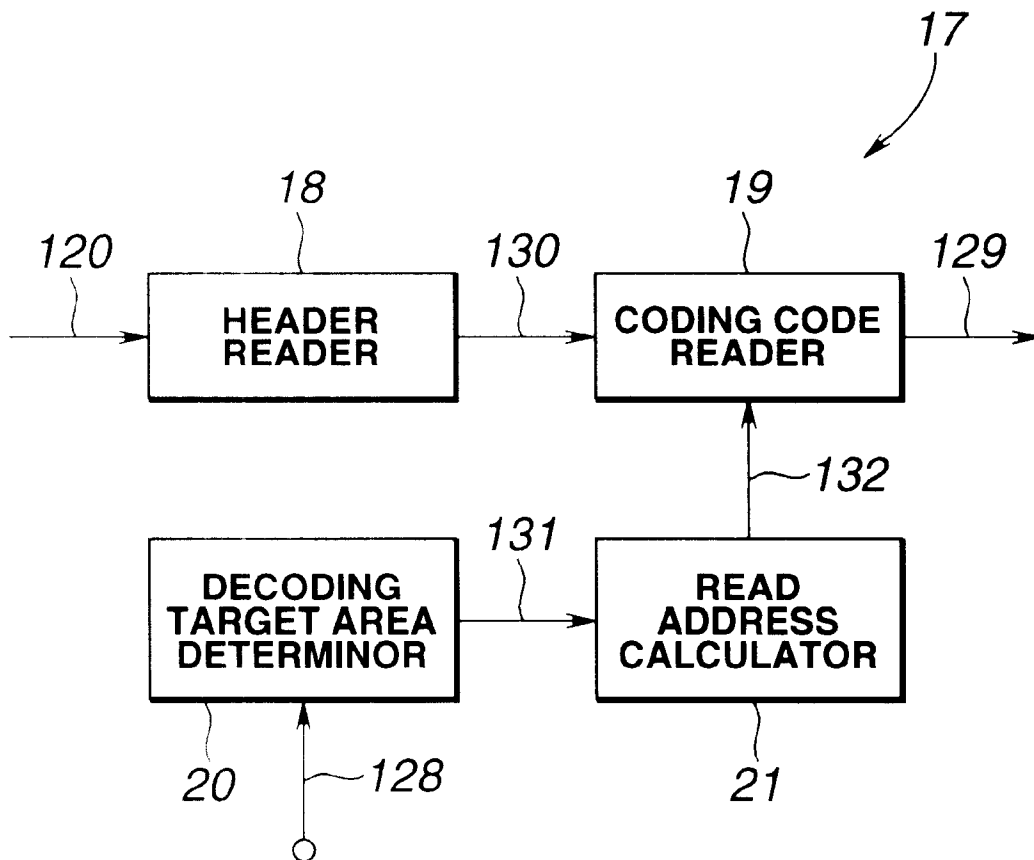 17
18
19
120
130
129
HEADER
READER
CODING CODE
READER
132
131
DECODING
TARGET AREA
DETERMINOR
READ
ADDRESS
CALCULATOR
20
128
21